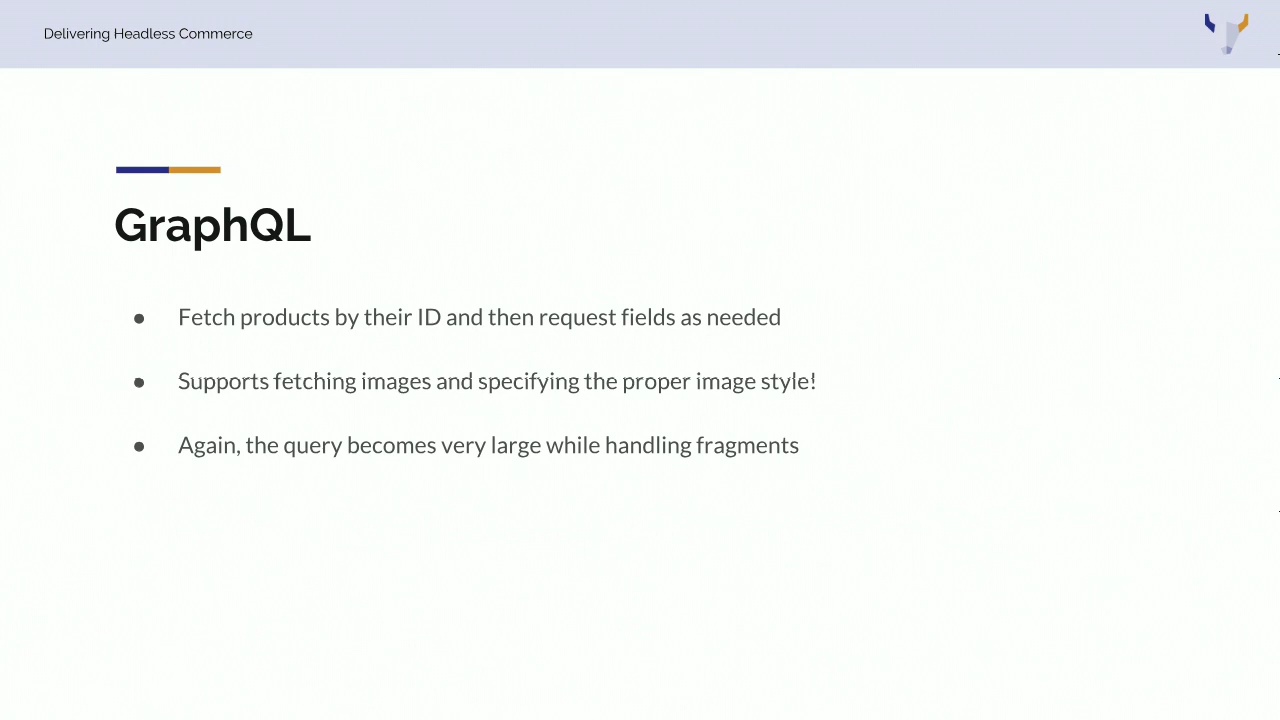 Delivering Headless Commerce
GraphQL
● Fetch products by their ID and then request fields as needed
● Supports fetching images and specifying the proper image style!
● Again, the query becomes very large while handling fragments